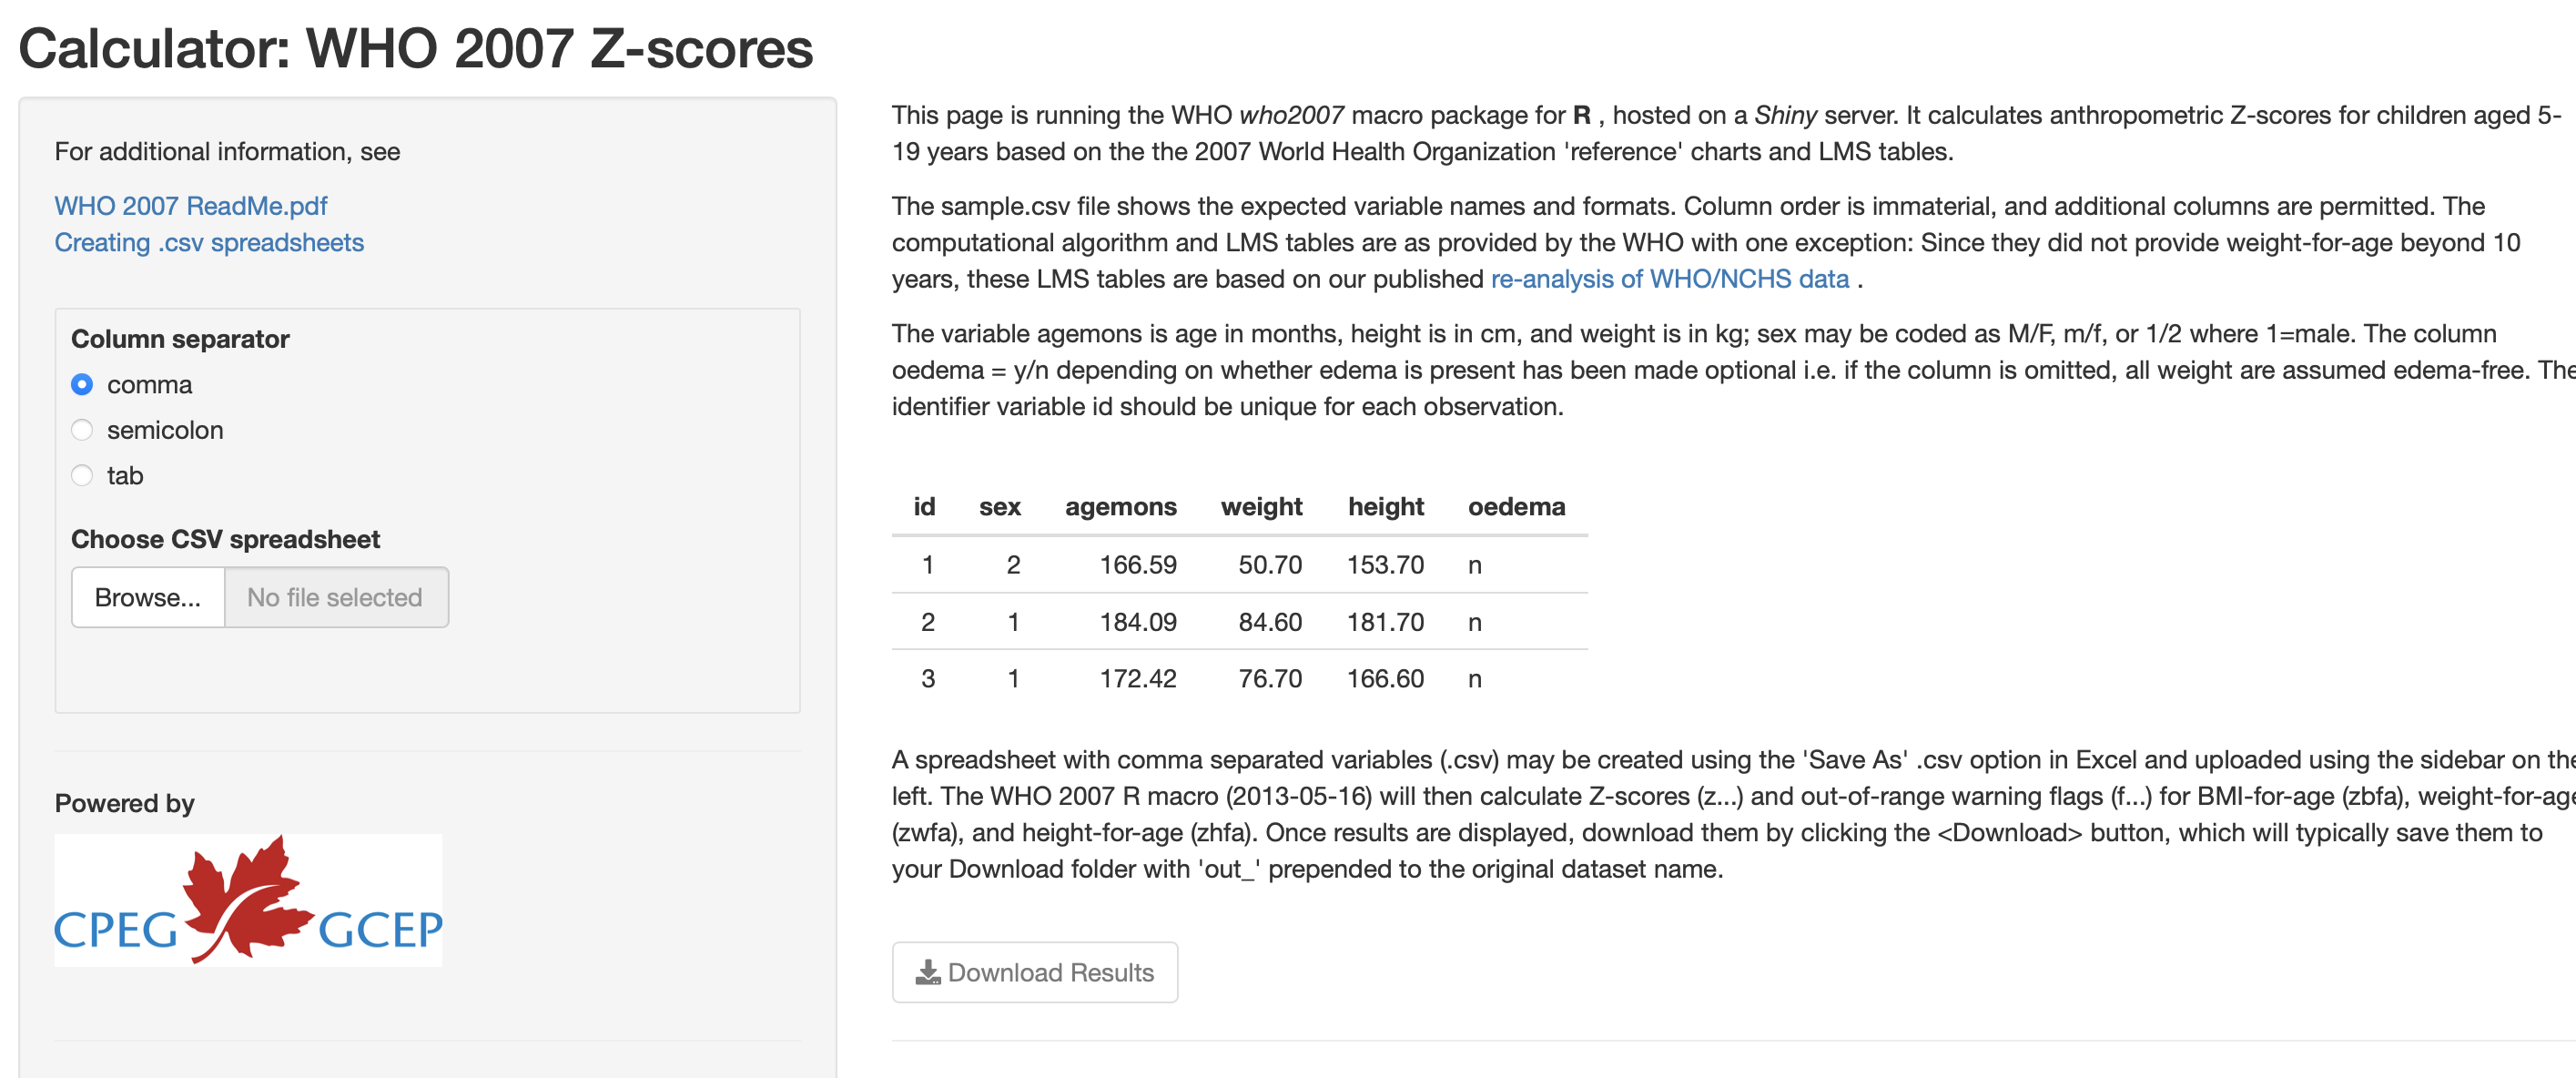 Calculator: WHO 2007 Z-scores
For additional information, see
WHO 2007 ReadMe.pdf
Creating .csv spreadsheets
Column separator
comma
semicolon
tab
Choose CSV spreadsheet
Browse... No file selected
Powered by
CPEG GCEP
This page is running the WHO who2007 macro package for R , hosted on a Shiny server. It calculates anthropometric Z-scores for children aged 5-
19 years based on the the 2007 World Health Organization 'reference' charts and LMS tables.
The sample.csv file shows the expected variable names and formats. Column order is immaterial, and additional columns are permitted. The
computational algorithm and LMS tables are as provided by the WHO with one exception: Since they did not provide weight-for-age beyond 10
years, these LMS tables are based on our published re-analysis of WHO/NCHS data .
The variable agemons is age in months, height is in cm, and weight is in kg; sex may be coded as M/F, m/f, or 1/2 where 1=male. The column
oedema = y/n depending on whether edema is present has been made optional i.e. if the column is omitted, all weight are assumed edema-free. The
identifier variable id should be unique for each observation.
id sex agemons weight height oedema
1 2 166.59 50.70 153.70 n
2 1 184.09 84.60 181.70 n
3 1 172.42 76.70 166.60 n
A spreadsheet with comma separated variables (.csv) may be created using the 'Save As' .csv option in Excel and uploaded using the sidebar on the
left. The WHO 2007 R macro (2013-05-16) will then calculate Z-scores (z...) and out-of-range warning flags (f...) for BMI-for-age (zbfa), weight-for-age
(zwfa), and height-for-age (zhfa). Once results are displayed, download them by clicking the <Download> button, which will typically save them to
your Download folder with 'out_' prepended to the original dataset name.
Download Results